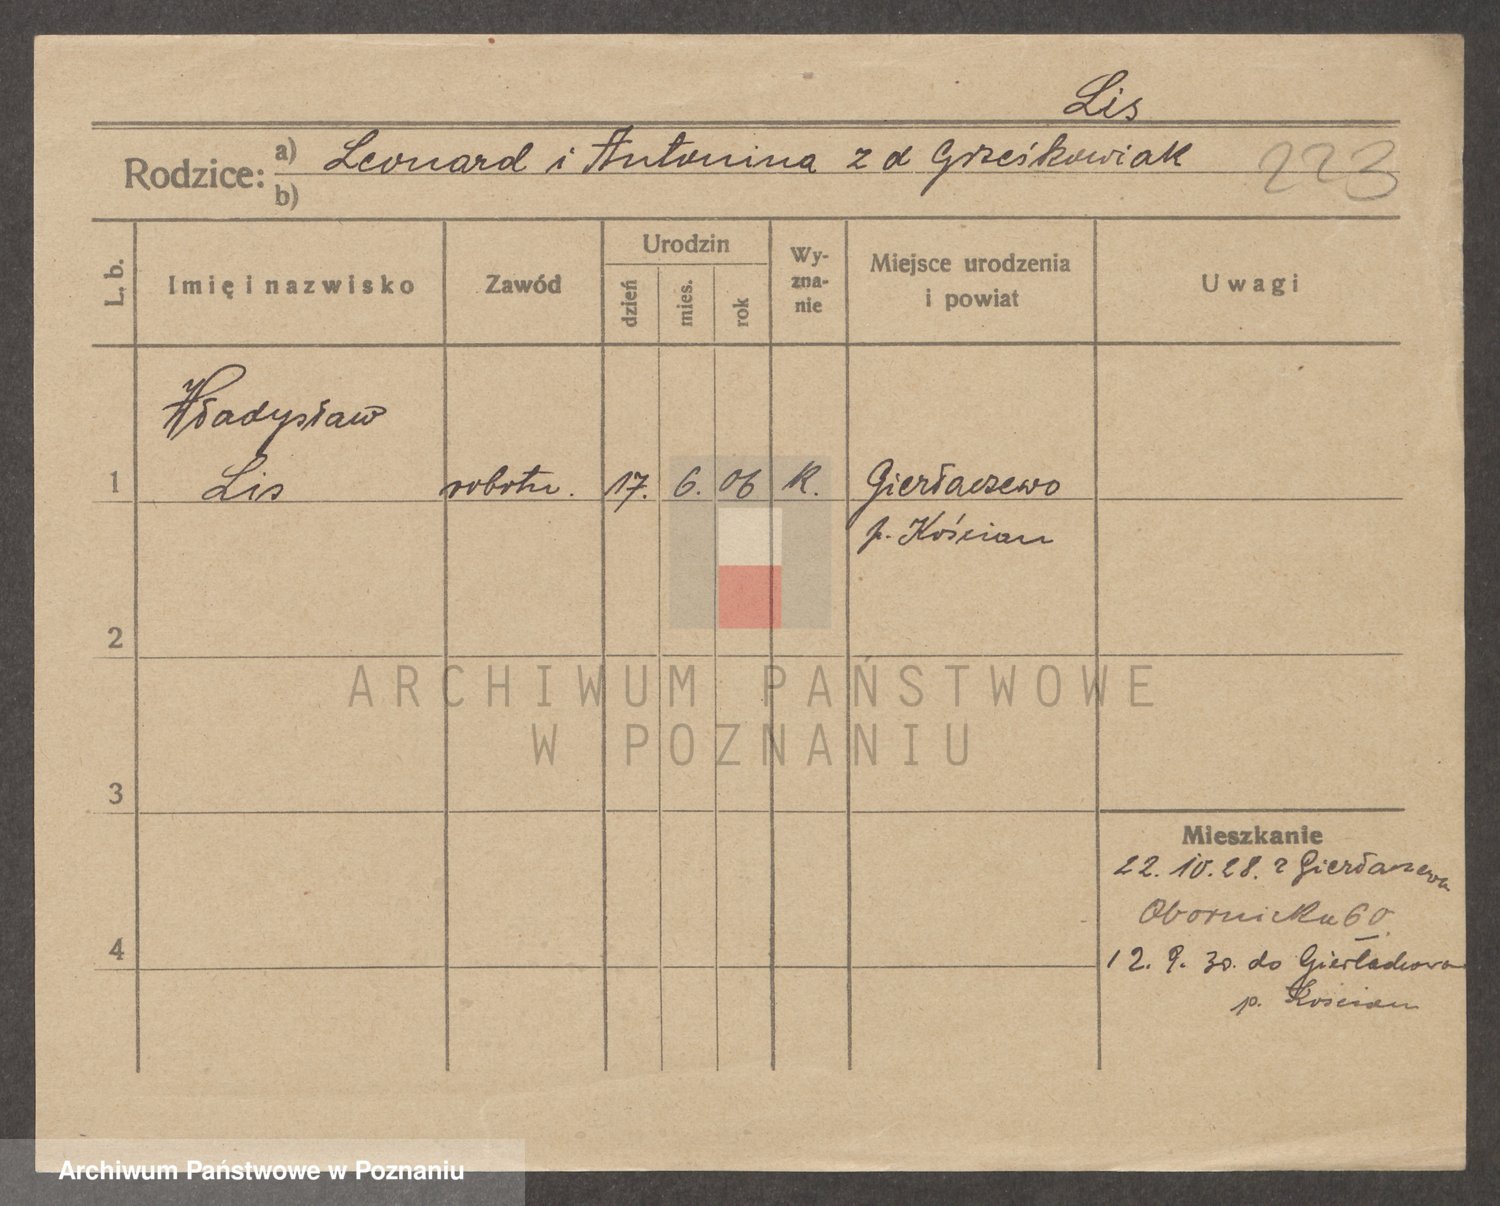 Lis
Rodzice:
a) Leonard i Antonina z d Grześkowiak
223
b)
L. b.
Imię i nazwisko
Zawód
Urodzin
dzień
mies.
rok
Wy-
zna-
nie
Miejsce urodzenia
i powiat
Uwagi
Władysław
1 Lis robotn. 17. 6. 06 k. Gierłaczewo
p. Kościan
2
ARCHIWUM PAŃSTWOWE
W POZNANIU
3
Mieszkanie
22. 10. 28. z Gierłaczewa
Obornicka 60.
4
12. 9. 30. do Gierłachowa
p. Kościan
Archiwum Państwowe w Poznaniu